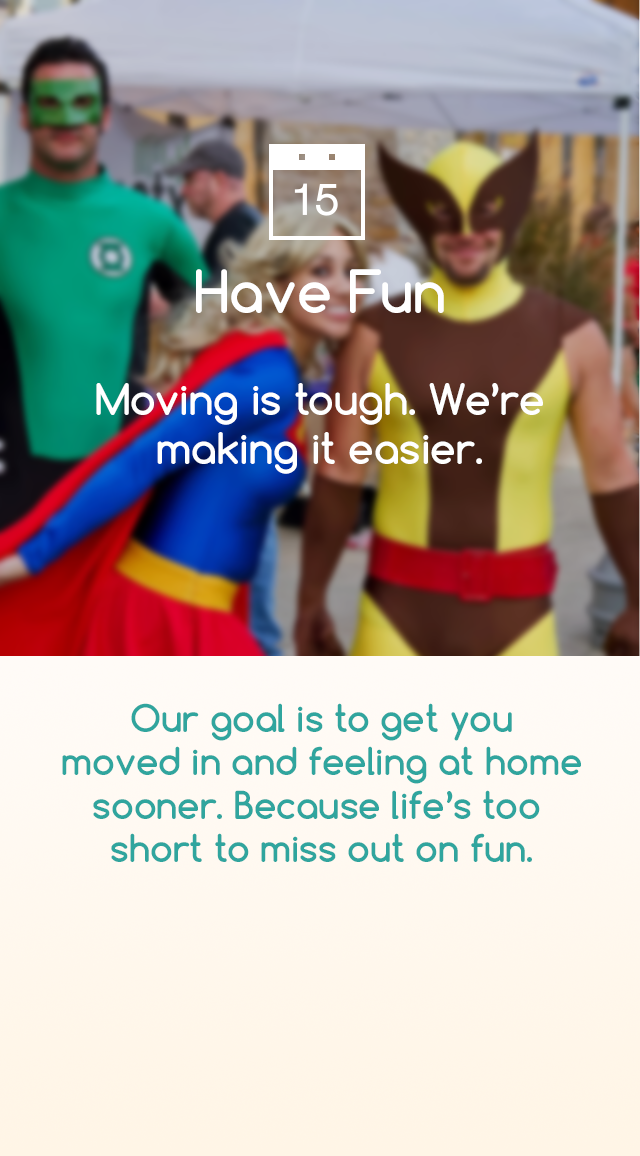 15
Have Fun
Moving is tough. We're
making it easier.
Our goal is to get you
moved in and feeling at home
sooner. Because life's too
short to miss out on fun.